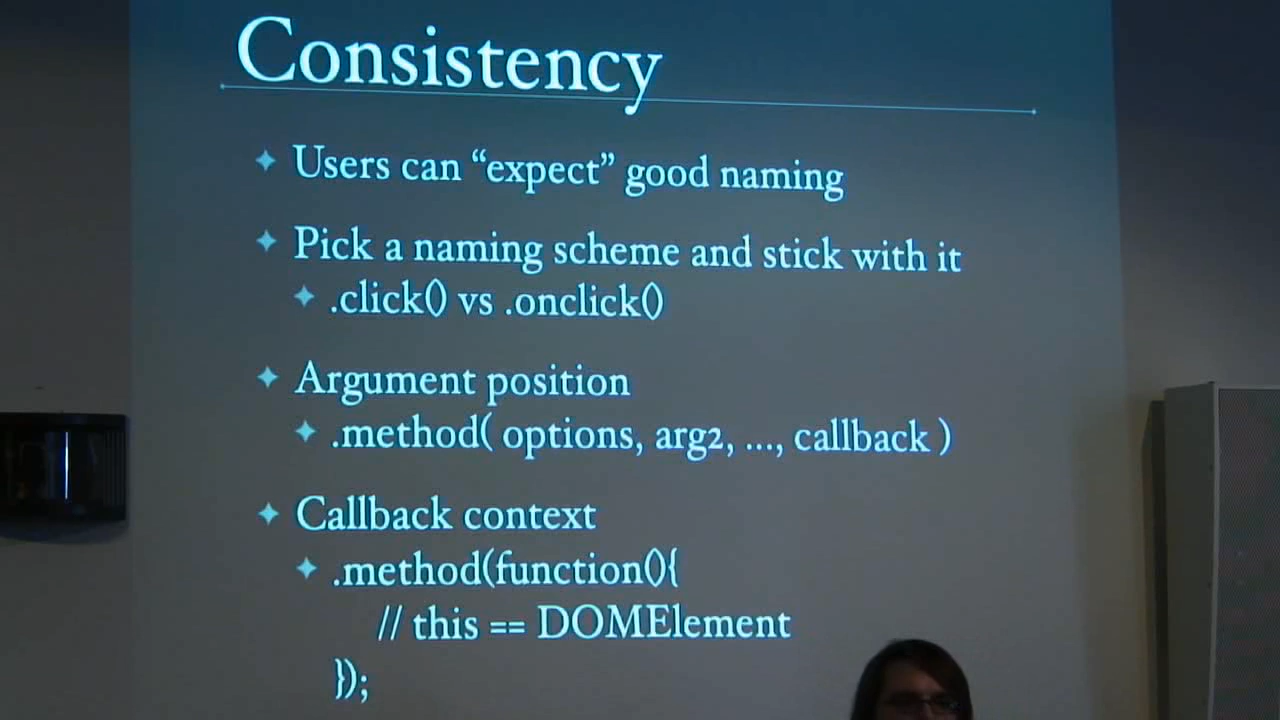 Consistency
Users can “expect” good naming
Pick a naming scheme and stick with it
.click() vs .onclick()
Argument position
.method( options, arg2, ..., callback )
Callback context
.method(function(){
// this == DOMElement
});